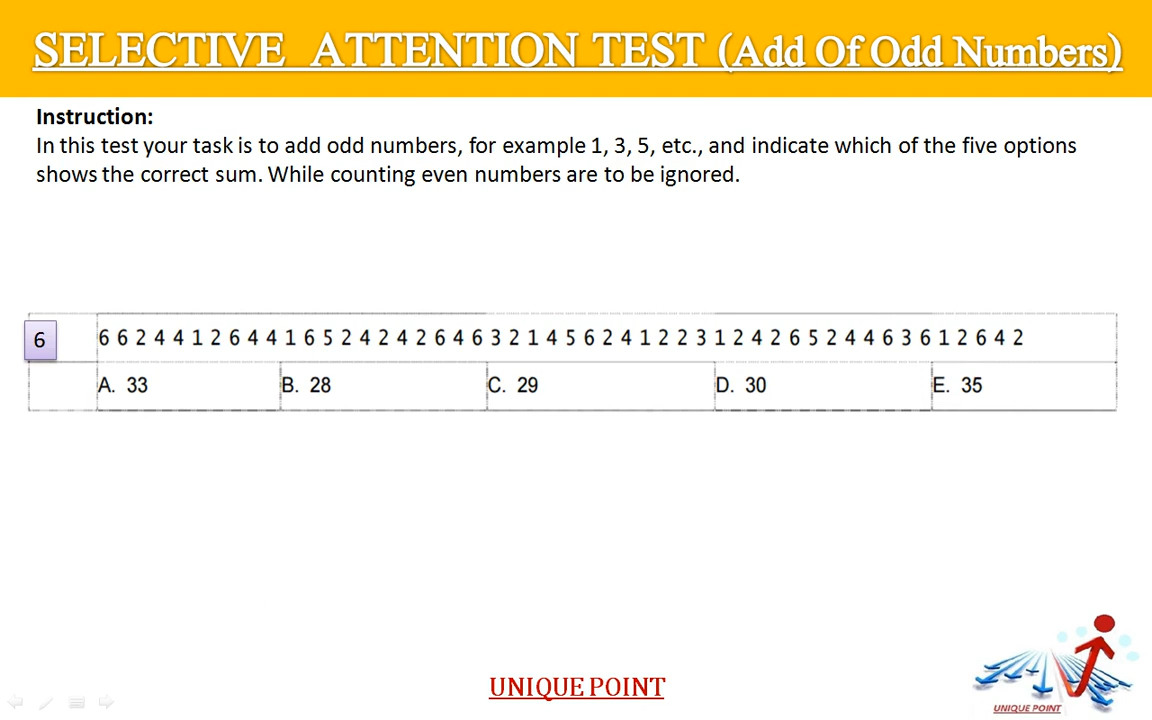 SELECTIVE ATTENTION TEST (Add Of Odd Numbers)
Instruction:
In this test your task is to add odd numbers, for example 1, 3, 5, etc., and indicate which of the five options
shows the correct sum. While counting even numbers are to be ignored.
6 6 6 2 4 4 1 2 6 4 4 1 6 5 2 4 2 4 2 6 4 6 3 2 1 4 5 6 2 4 1 2 2 3 1 2 4 2 6 5 2 4 4 6 3 6 1 2 6 4 2
A. 33 B. 28 C. 29 D. 30 E. 35
UNIQUE POINT
UNIQUE POINT